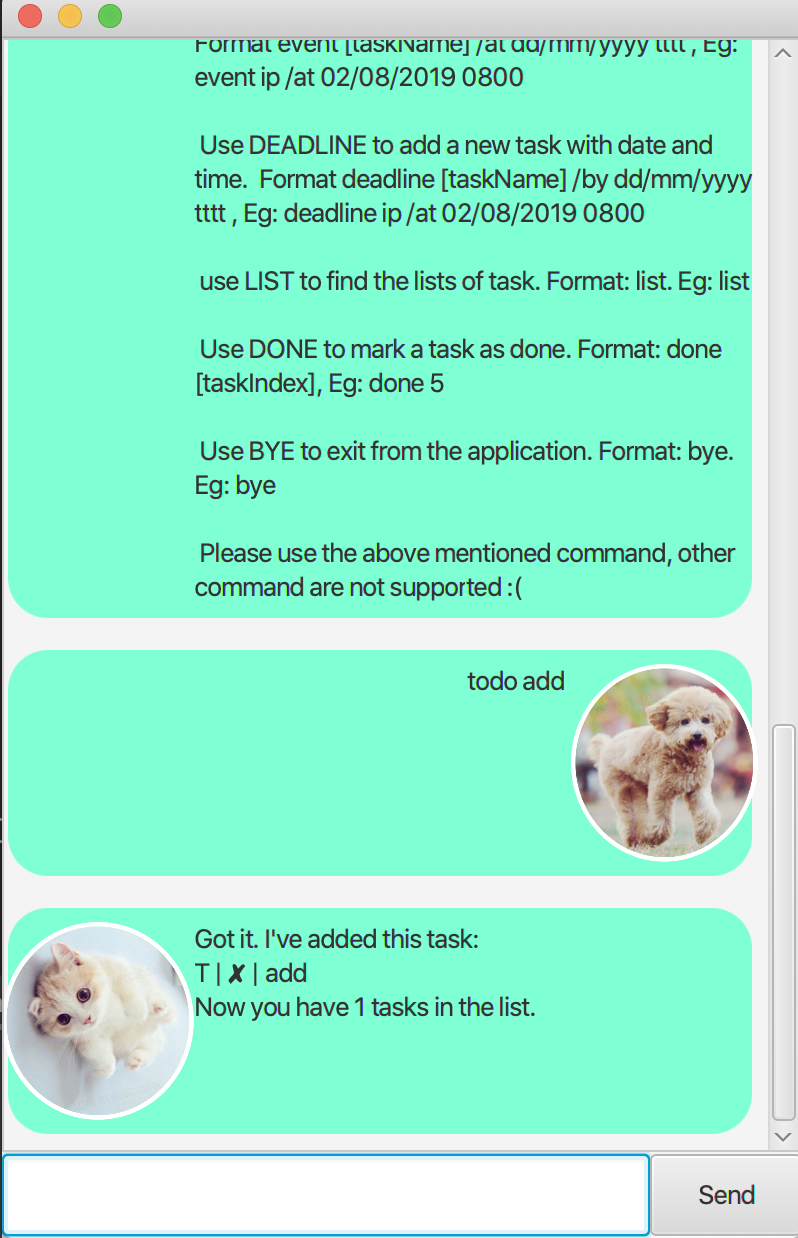 Format event [taskName] /at dd/mm/yyyy tttt , Eg:
event ip /at 02/08/2019 0800
Use DEADLINE to add a new task with date and
time.  Format deadline [taskName] /by dd/mm/yyyy
tttt , Eg: deadline ip /at 02/08/2019 0800
use LIST to find the lists of task. Format: list. Eg: list
Use DONE to mark a task as done. Format: done
[taskIndex], Eg: done 5
Use BYE to exit from the application. Format: bye.
Eg: bye
Please use the above mentioned command, other
command are not supported :(
todo add
Got it. I've added this task:
T | ✘ | add
Now you have 1 tasks in the list.
Send